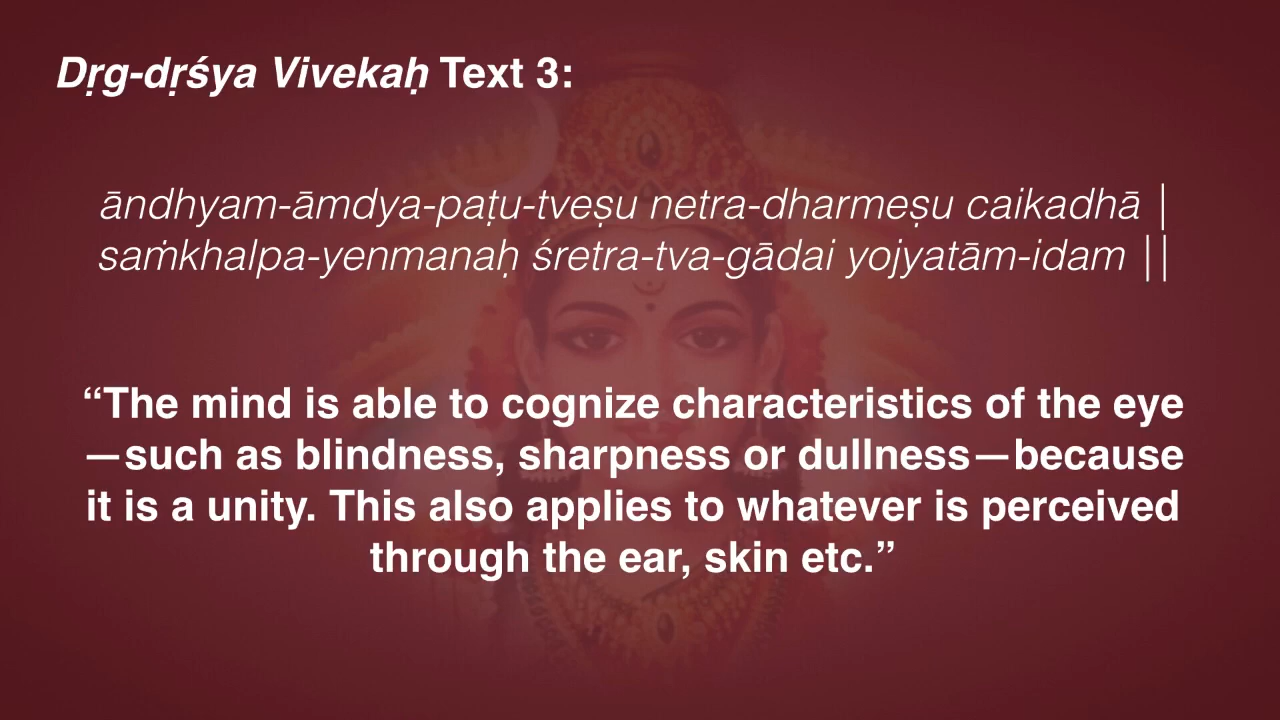 Dṛg-dṛśya Vivekaḥ Text 3:
āndhyam-āmdya-paṭu-tveṣu netra-dharmeṣu caikadhā |
saṁkhalpa-yenmanaḥ śretra-tva-gādai yojyatām-idam ||
“The mind is able to cognize characteristics of the eye
—such as blindness, sharpness or dullness—because
it is a unity. This also applies to whatever is perceived
through the ear, skin etc.”